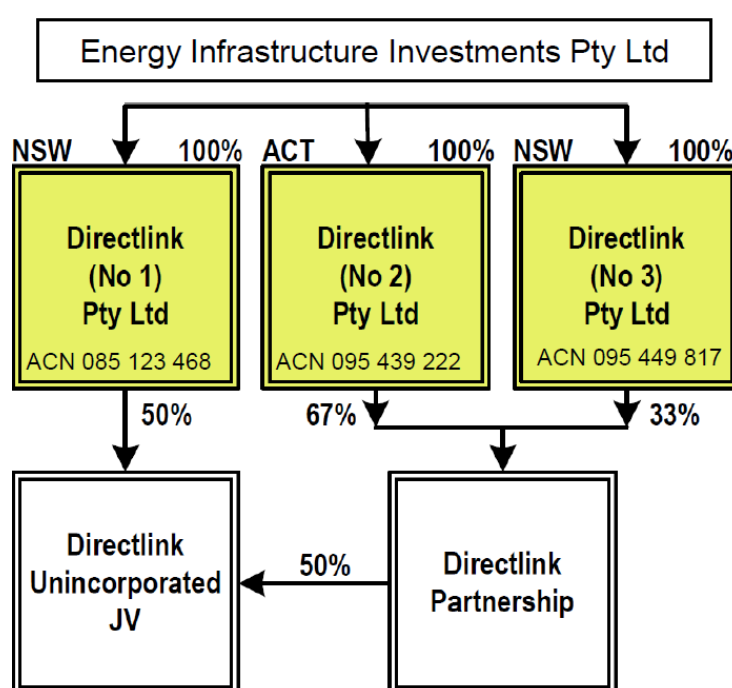 Energy Infrastructure Investments Pty Ltd
NSW 100% ACT 100% NSW 100%
Directlink
(No 1)
Pty Ltd
ACN 085 123 468
Directlink
(No 2)
Pty Ltd
ACN 095 439 222
Directlink
(No 3)
Pty Ltd
ACN 095 449 817
50% 67% 33%
Directlink
Unincorporated
JV
50%
Directlink
Partnership